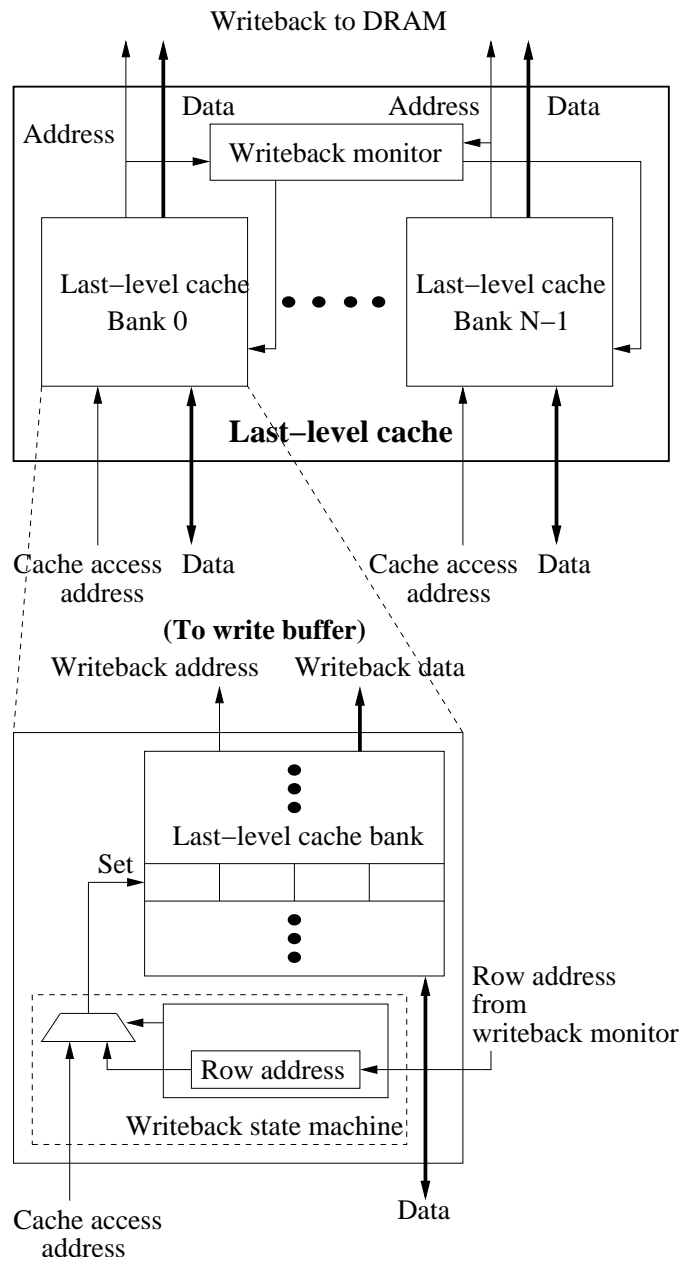 Writeback to DRAM
Data
Address
Data
Address
Writeback monitor
Last−level cache
Bank 0
Last−level cache
Bank N−1
Last−level cache
Cache access
address
Data
Cache access
address
Data
(To write buffer)
Writeback address
Writeback data
Last−level cache bank
Set
Row address
from
writeback monitor
Row address
Writeback state machine
Cache access
address
Data